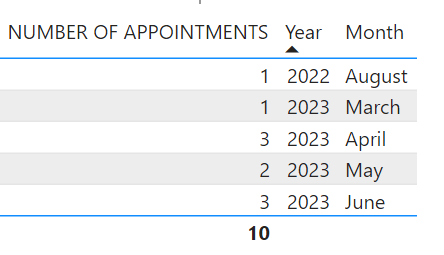 NUMBER OF APPOINTMENTS Year Month
1 2022 August
1 2023 March
3 2023 April
2 2023 May
3 2023 June
10